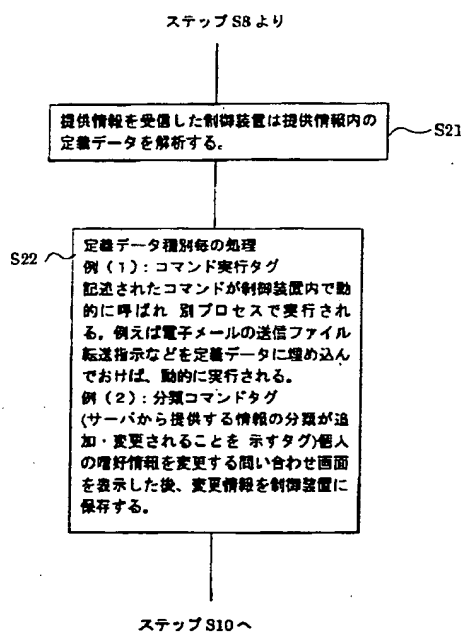 ステップ S8 より
提供情報を受信した制御装置は提供情報内の
定義データを解析する。
S21
S22
定義データ種別毎の処理
例(1):コマンド実行タグ
記述されたコマンドが制御装置内で動
的に呼ばれ 別プロセスで実行され
る。例えば電子メールの送信ファイル
転送指示などを定義データに埋め込ん
でおけば、動的に実行される。
例(2):分類コマンドタグ
(サーバから提供する情報の分類が追
加・変更されることを 示すタグ)個人
の嗜好情報を変更する問い合わせ画面
を表示した後、変更情報を制御装置に
保存する。
ステップ S10 へ